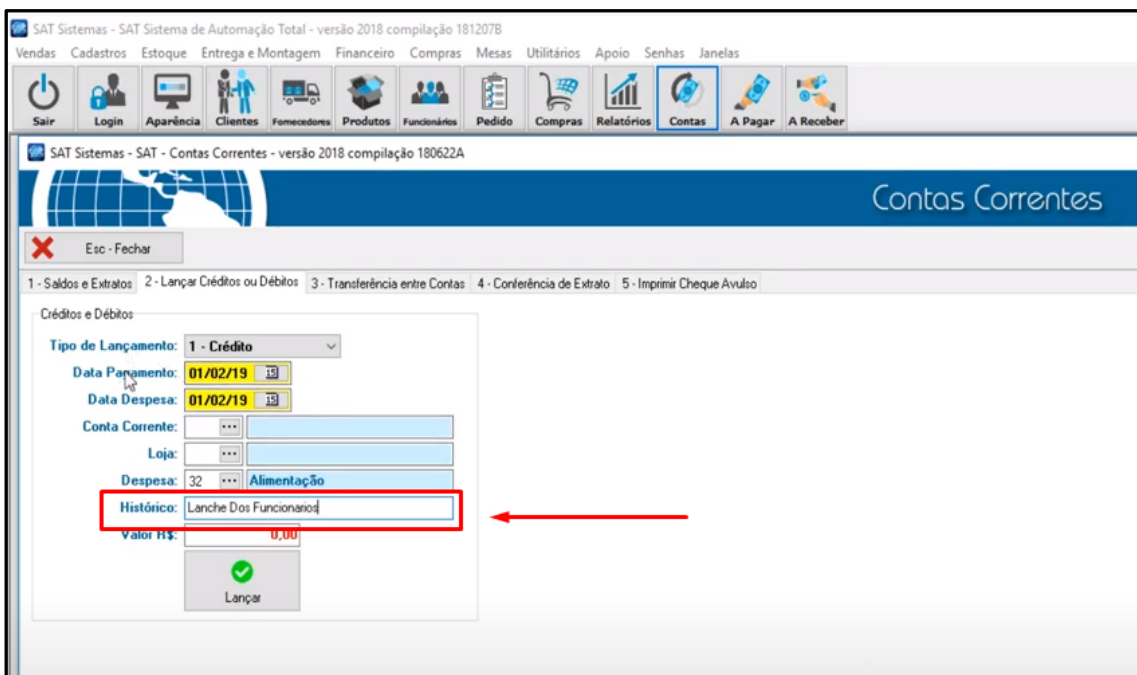 SAT Sistemas - SAT Sistema de Automação Total - versão 2018 compilação 181207B
Vendas Cadastros Estoque Entrega e Montagem Financeiro Compras Mesas Utilitários Apoio Senhas Janelas
Sair Login Aparência Clientes Fornecedores Produtos Funcionários Pedido Compras Relatórios Contas A Pagar A Receber
SAT Sistemas - SAT - Contas Correntes - versão 2018 compilação 180622A
Contas Correntes
Esc - Fechar
1 - Saldos e Extratos 2 - Lançar Créditos ou Débitos 3 - Transferência entre Contas 4 - Conferência de Extrato 5 - Imprimir Cheque Avulso
Créditos e Débitos
Tipo de Lançamento: 1 - Crédito
Data Pagamento: 01/02/19 15
Data Despesa: 01/02/19 15
Conta Corrente: ...
Loja: ...
Despesa: 32 ... Alimentação
Histórico: Lanche Dos Funcionarios
Valor R$: 0,00
Lançar